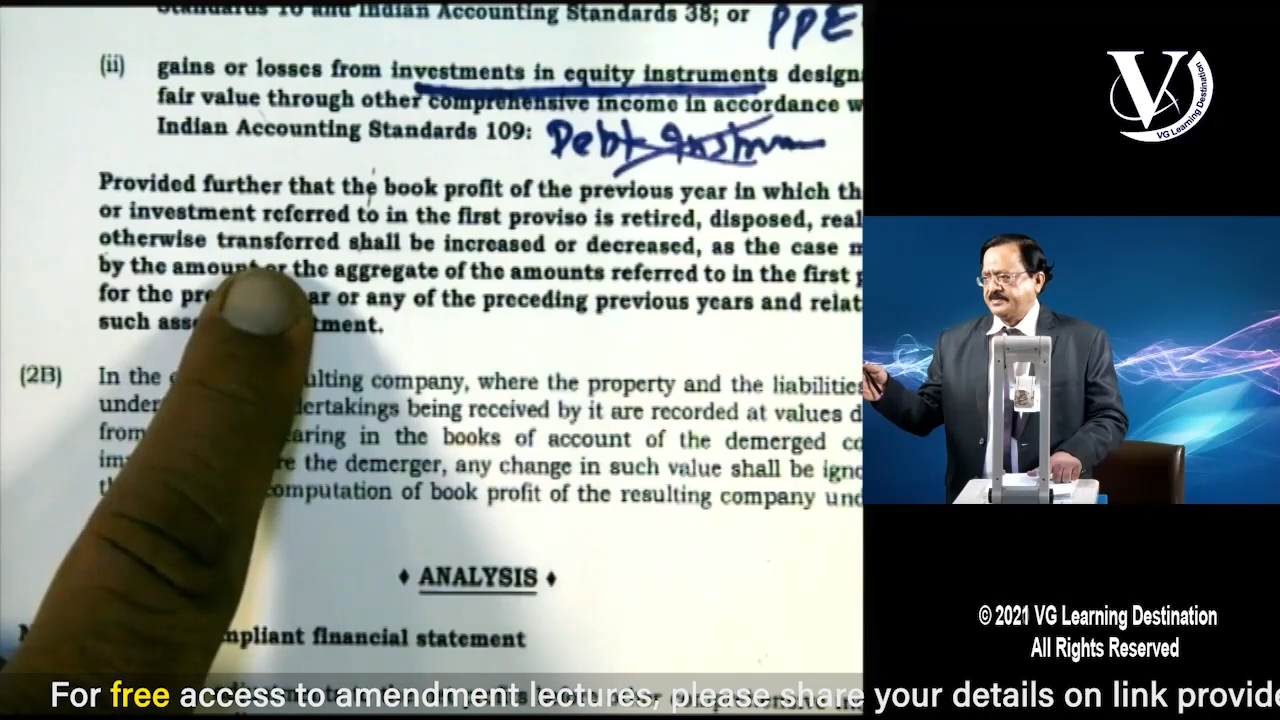 Standards 16 and Indian Accounting Standards 38; or
PPE
(ii) gains or losses from investments in equity instruments design
fair value through other comprehensive income in accordance w
Indian Accounting Standards 109:
Debt
Provided further that the book profit of the previous year in which th
or investment referred to in the first proviso is retired, disposed, real
otherwise transferred shall be increased or decreased, as the case m
by the amount or the aggregate of the amounts referred to in the first p
for the pre ar or any of the preceding previous years and relat
such ass tment.
(2B) In the ulting company, where the property and the liabilities
under ertakings being received by it are recorded at values d
from aring in the books of account of the demerged co
im re the demerger, any change in such value shall be igno
computation of book profit of the resulting company und
♦ ANALYSIS ♦
mpliant financial statement
V
VG Learning Destination
© 2021 VG Learning Destination
All Rights Reserved
For free access to amendment lectures, please share your details on link provide